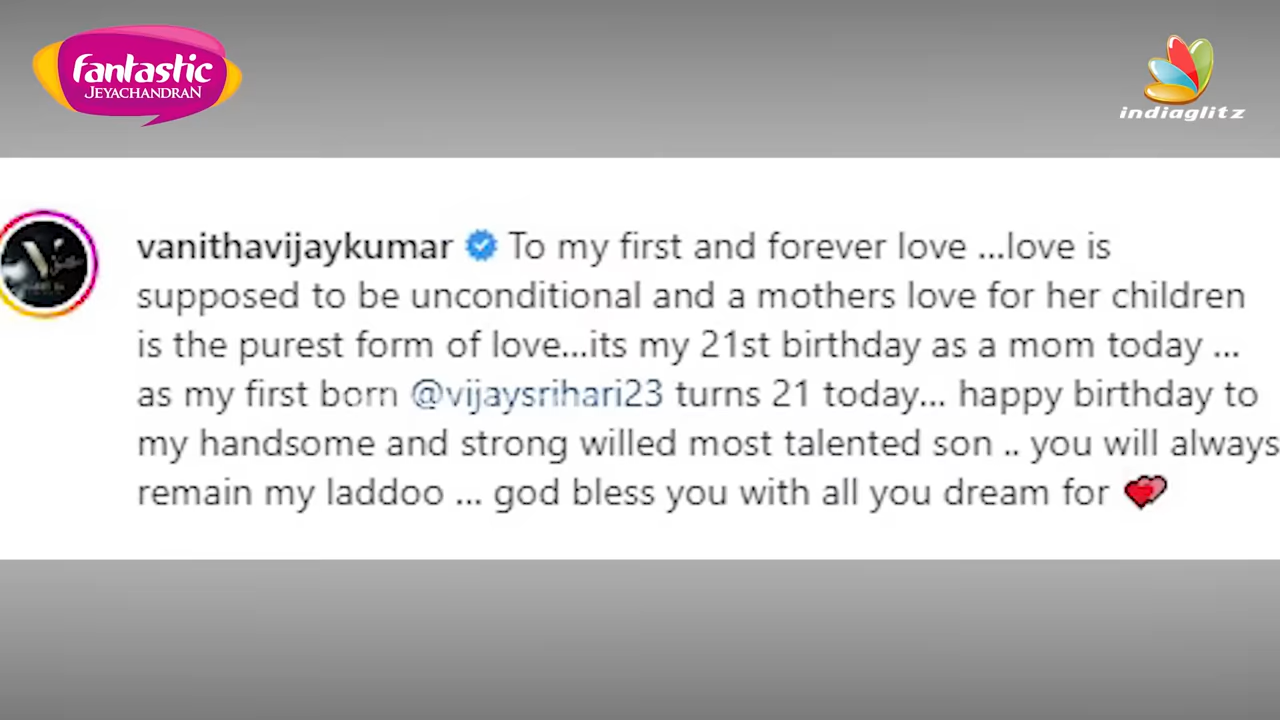 fantastic
JEYACHANDRAN
indiaglitz
vanithavijaykumar To my first and forever love ...love is
supposed to be unconditional and a mothers love for her children
is the purest form of love...its my 21st birthday as a mom today ...
as my first born @vijaysrihari23 turns 21 today... happy birthday to
my handsome and strong willed most talented son .. you will always
remain my laddoo ... god bless you with all you dream for 💕